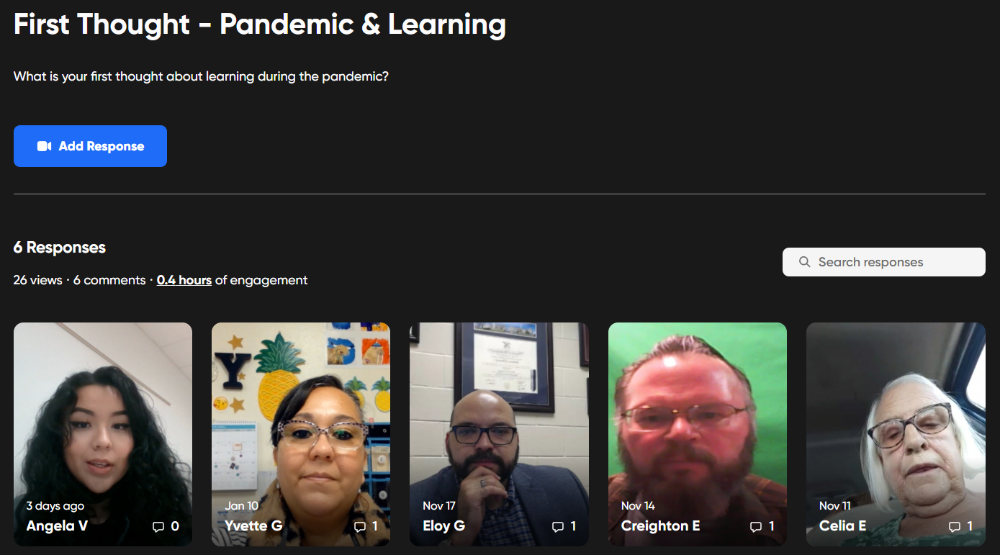 First Thought - Pandemic & Learning
What is your first thought about learning during the pandemic?
Add Response
6 Responses
26 views · 6 comments · 0.4 hours of engagement
Search responses
Y
3 days ago
Angela V 0
Jan 10
Yvette G 1
Nov 17
Eloy G 1
Nov 14
Creighton E 1
Nov 11
Celia E 1